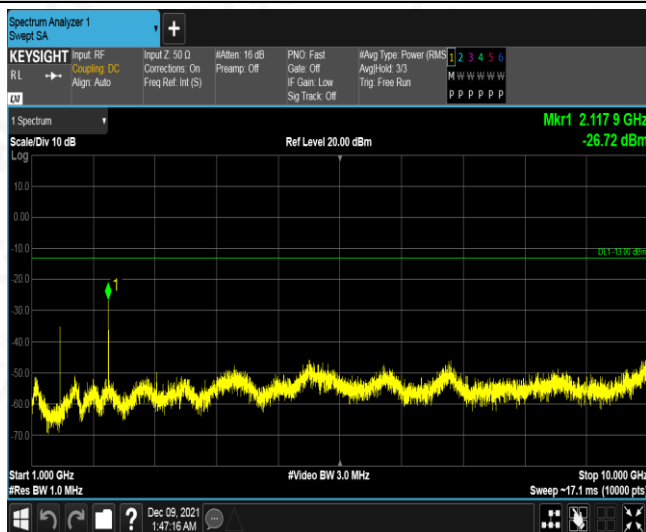 Spectrum Analyzer 1
Swept SA
+
KEYSIGHT Input: RF Input Z: 50 Ω #Atten: 16 dB PNO: Fast #Avg Type: Power (RMS 1 2 3 4 5 6
RL Coupling: DC Corrections: On Preamp: Off Gate: Off Avg|Hold: 3/3 M W W W W W
Align: Auto Freq Ref: Int (S) IF Gain: Low Trig: Free Run
Sig Track: Off P P P P P P
LXI
1 Spectrum Mkr1 2.117 9 GHz
Scale/Div 10 dB Ref Level 20.00 dBm -26.72 dBm
Log
10.0
0.00
-10.0
DL1 -13.00 dBm
-20.0
1
-30.0
-40.0
-50.0
-60.0
-70.0
Start 1.000 GHz #Video BW 3.0 MHz Stop 10.000 GHz
#Res BW 1.0 MHz Sweep ~17.1 ms (10000 pts)
? Dec 09, 2021
1:47:16 AM